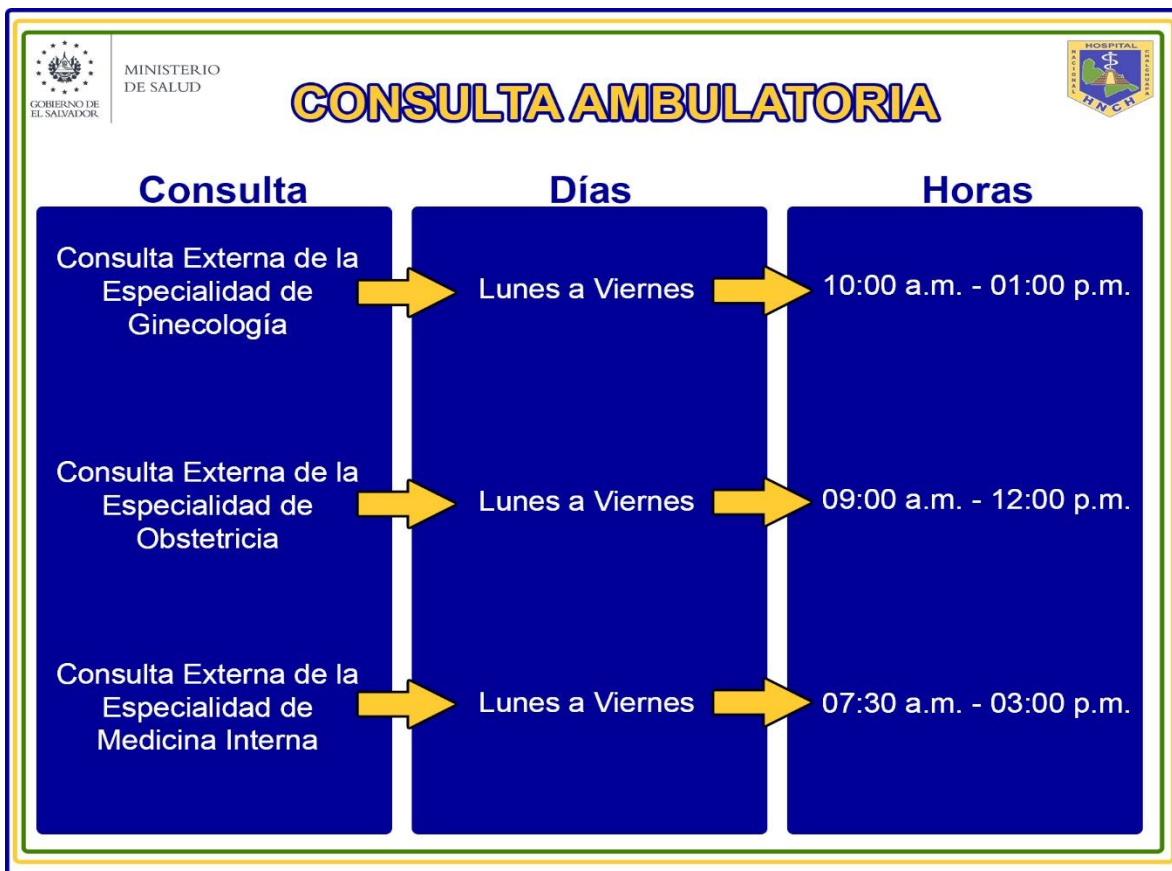 GOBIERNO DE
EL SALVADOR
MINISTERIO
DE SALUD
CONSULTA AMBULATORIA
HOSPITAL
NACIONAL
CHALCHUAPA
HNCH
Consulta
Días
Horas
Consulta Externa de la
Especialidad de
Ginecología
Lunes a Viernes
10:00 a.m. - 01:00 p.m.
Consulta Externa de la
Especialidad de
Obstetricia
Lunes a Viernes
09:00 a.m. - 12:00 p.m.
Consulta Externa de la
Especialidad de
Medicina Interna
Lunes a Viernes
07:30 a.m. - 03:00 p.m.